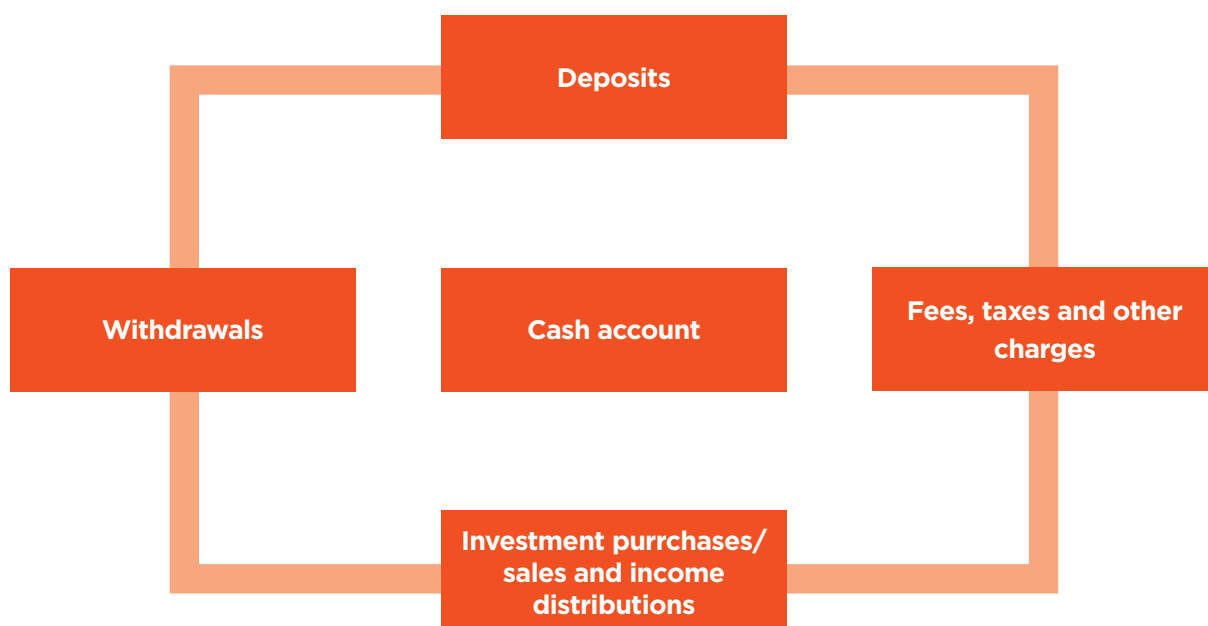 Deposits
Withdrawals
Cash account
Fees, taxes and other
charges
Investment purrchases/
sales and income
distributions